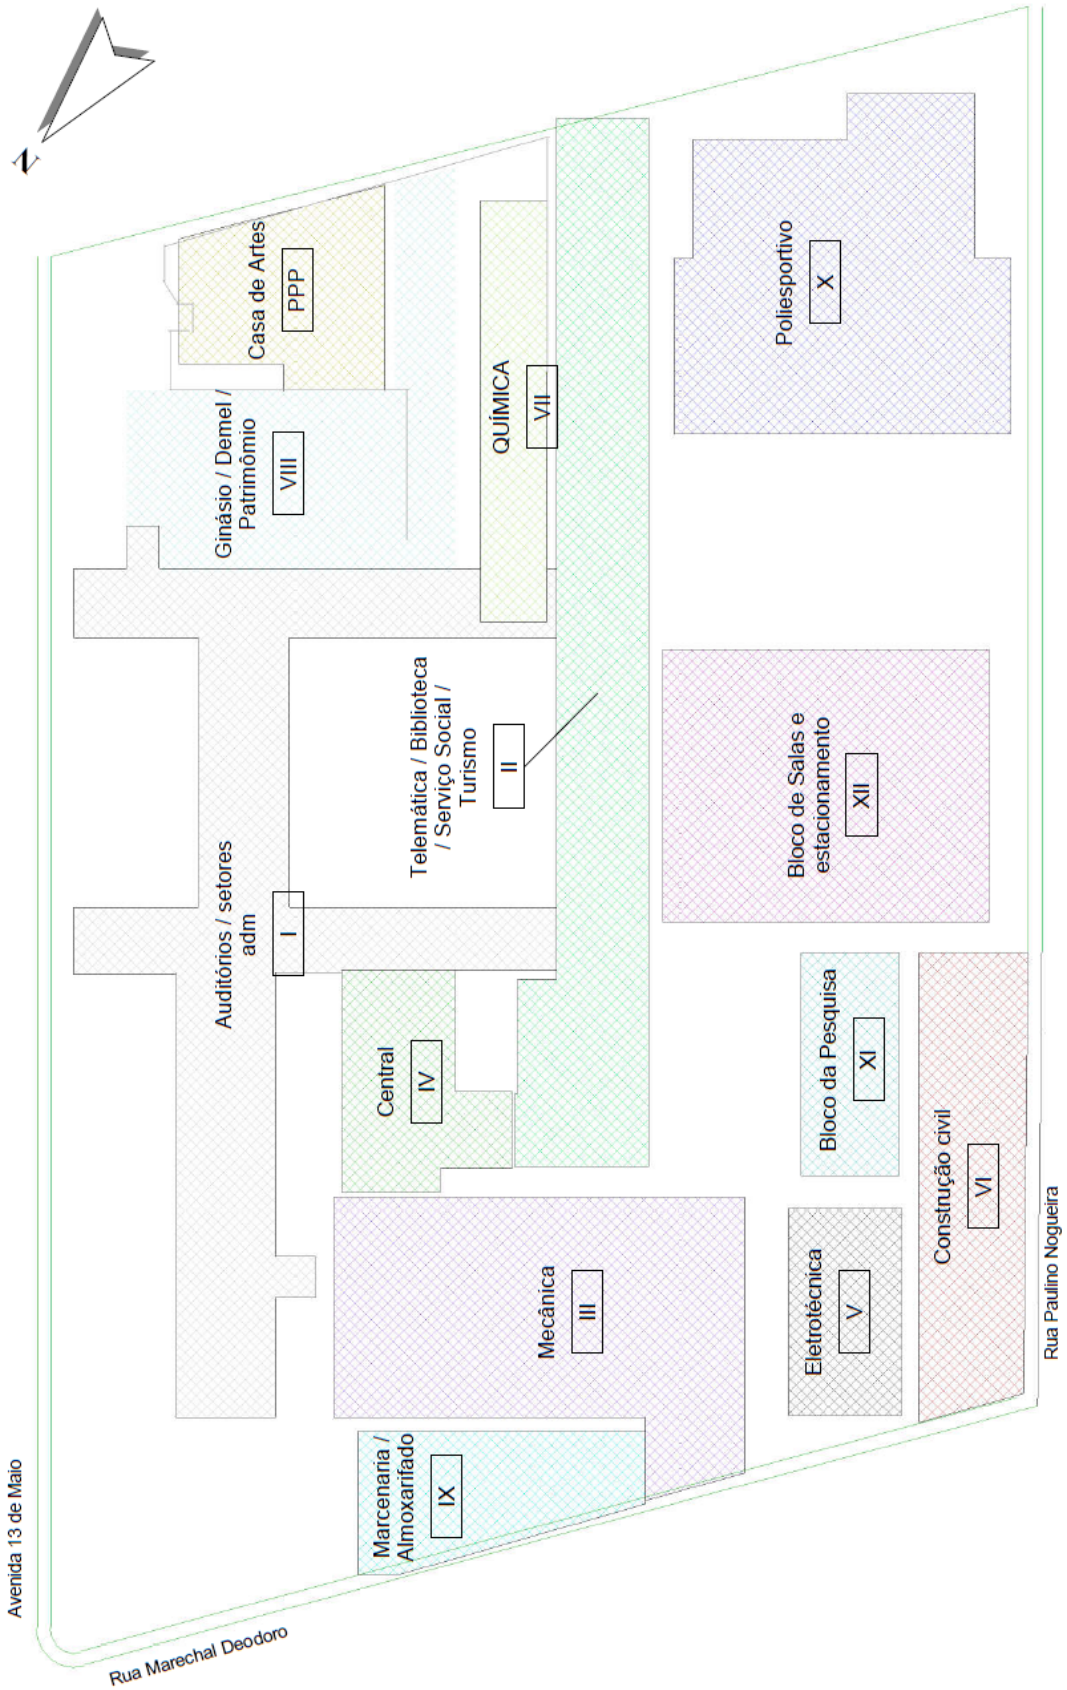 N
Casa de Artes
PPP
Ginásio / Demel /
Patrimômio
VIII
QUÍMICA
VII
Poliesportivo
X
Telemática / Biblioteca
/ Serviço Social /
Turismo
II
Bloco de Salas e
estacionamento
XII
Auditórios / setores
adm
I
Central
IV
Bloco da Pesquisa
XI
Construção civil
VI
Mecânica
III
Eletrotécnica
V
Marcenaria /
Almoxarifado
IX
Avenida 13 de Maio
Rua Marechal Deodoro
Rua Paulino Nogueira